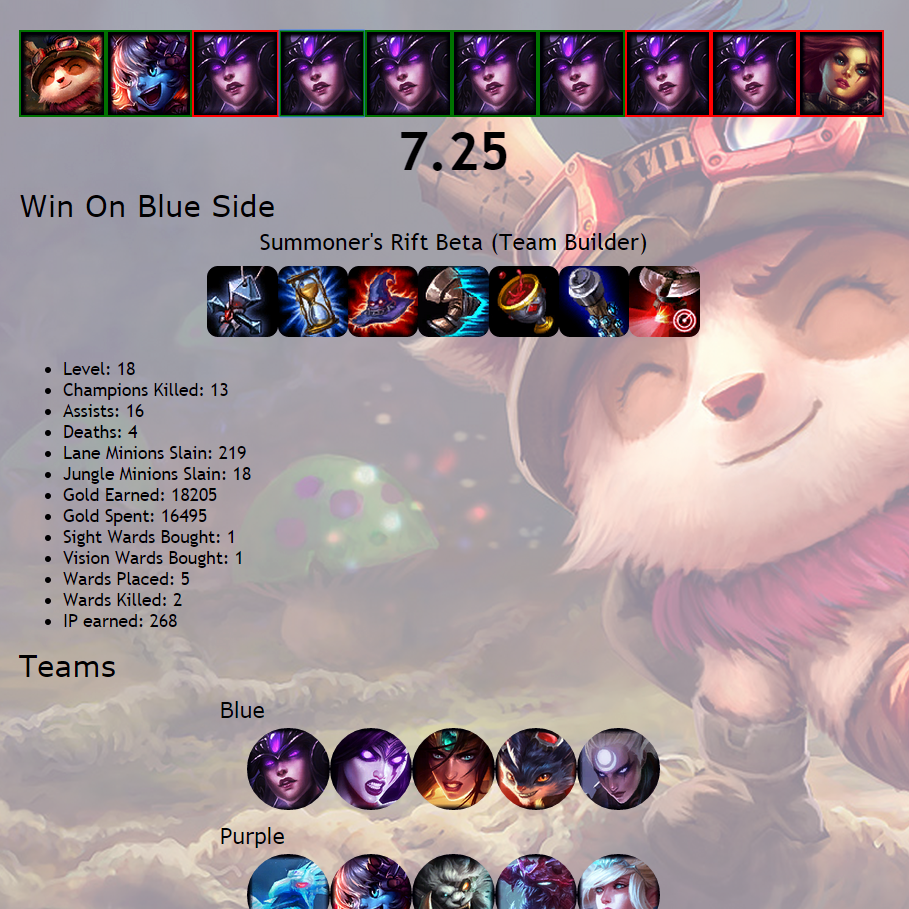 7.25
Win On Blue Side
Summoner's Rift Beta (Team Builder)
Level: 18
Champions Killed: 13
Assists: 16
Deaths: 4
Lane Minions Slain: 219
Jungle Minions Slain: 18
Gold Earned: 18205
Gold Spent: 16495
Sight Wards Bought: 1
Vision Wards Bought: 1
Wards Placed: 5
Wards Killed: 2
IP earned: 268
Teams
Blue
Purple